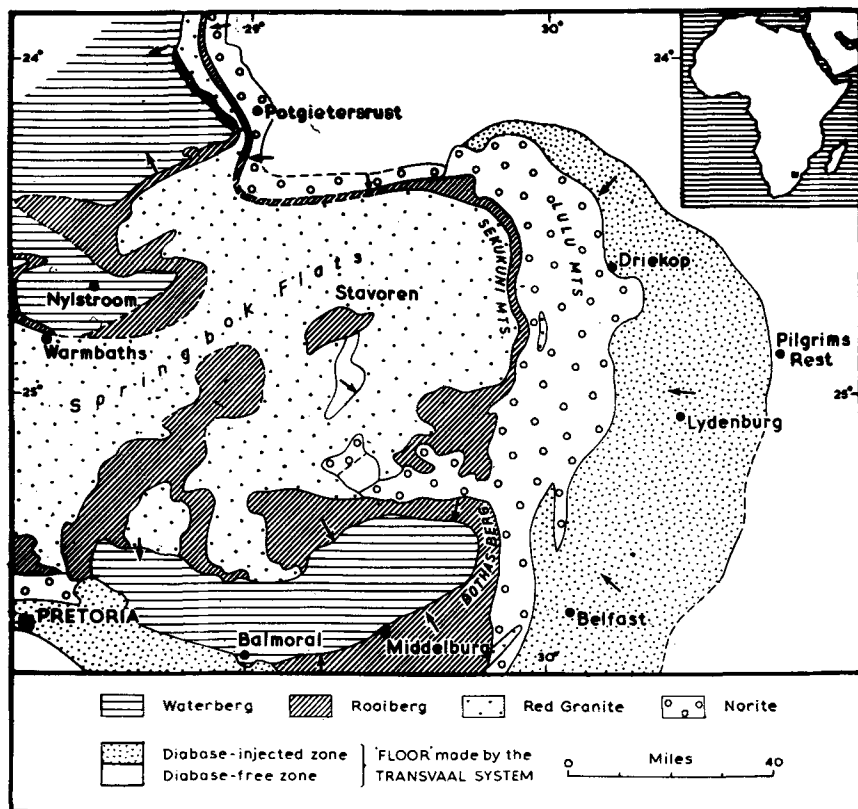 29°
30°
24°
24°
Potgietersrust
LULU MTS
SEKUKUNI MTS
Driekop
Nylstroom
Springbok Flats
Stavoren
Warmbaths
Pilgrims
Rest
25°
25°
Lydenburg
BOTHASBERG
PRETORIA
Belfast
Balmoral
Middelburg
30°
Waterberg
Rooiberg
Red Granite
Norite
Diabase-injected zone
Diabase-free zone
'FLOOR' made by the
TRANSVAAL SYSTEM
Miles
0
40